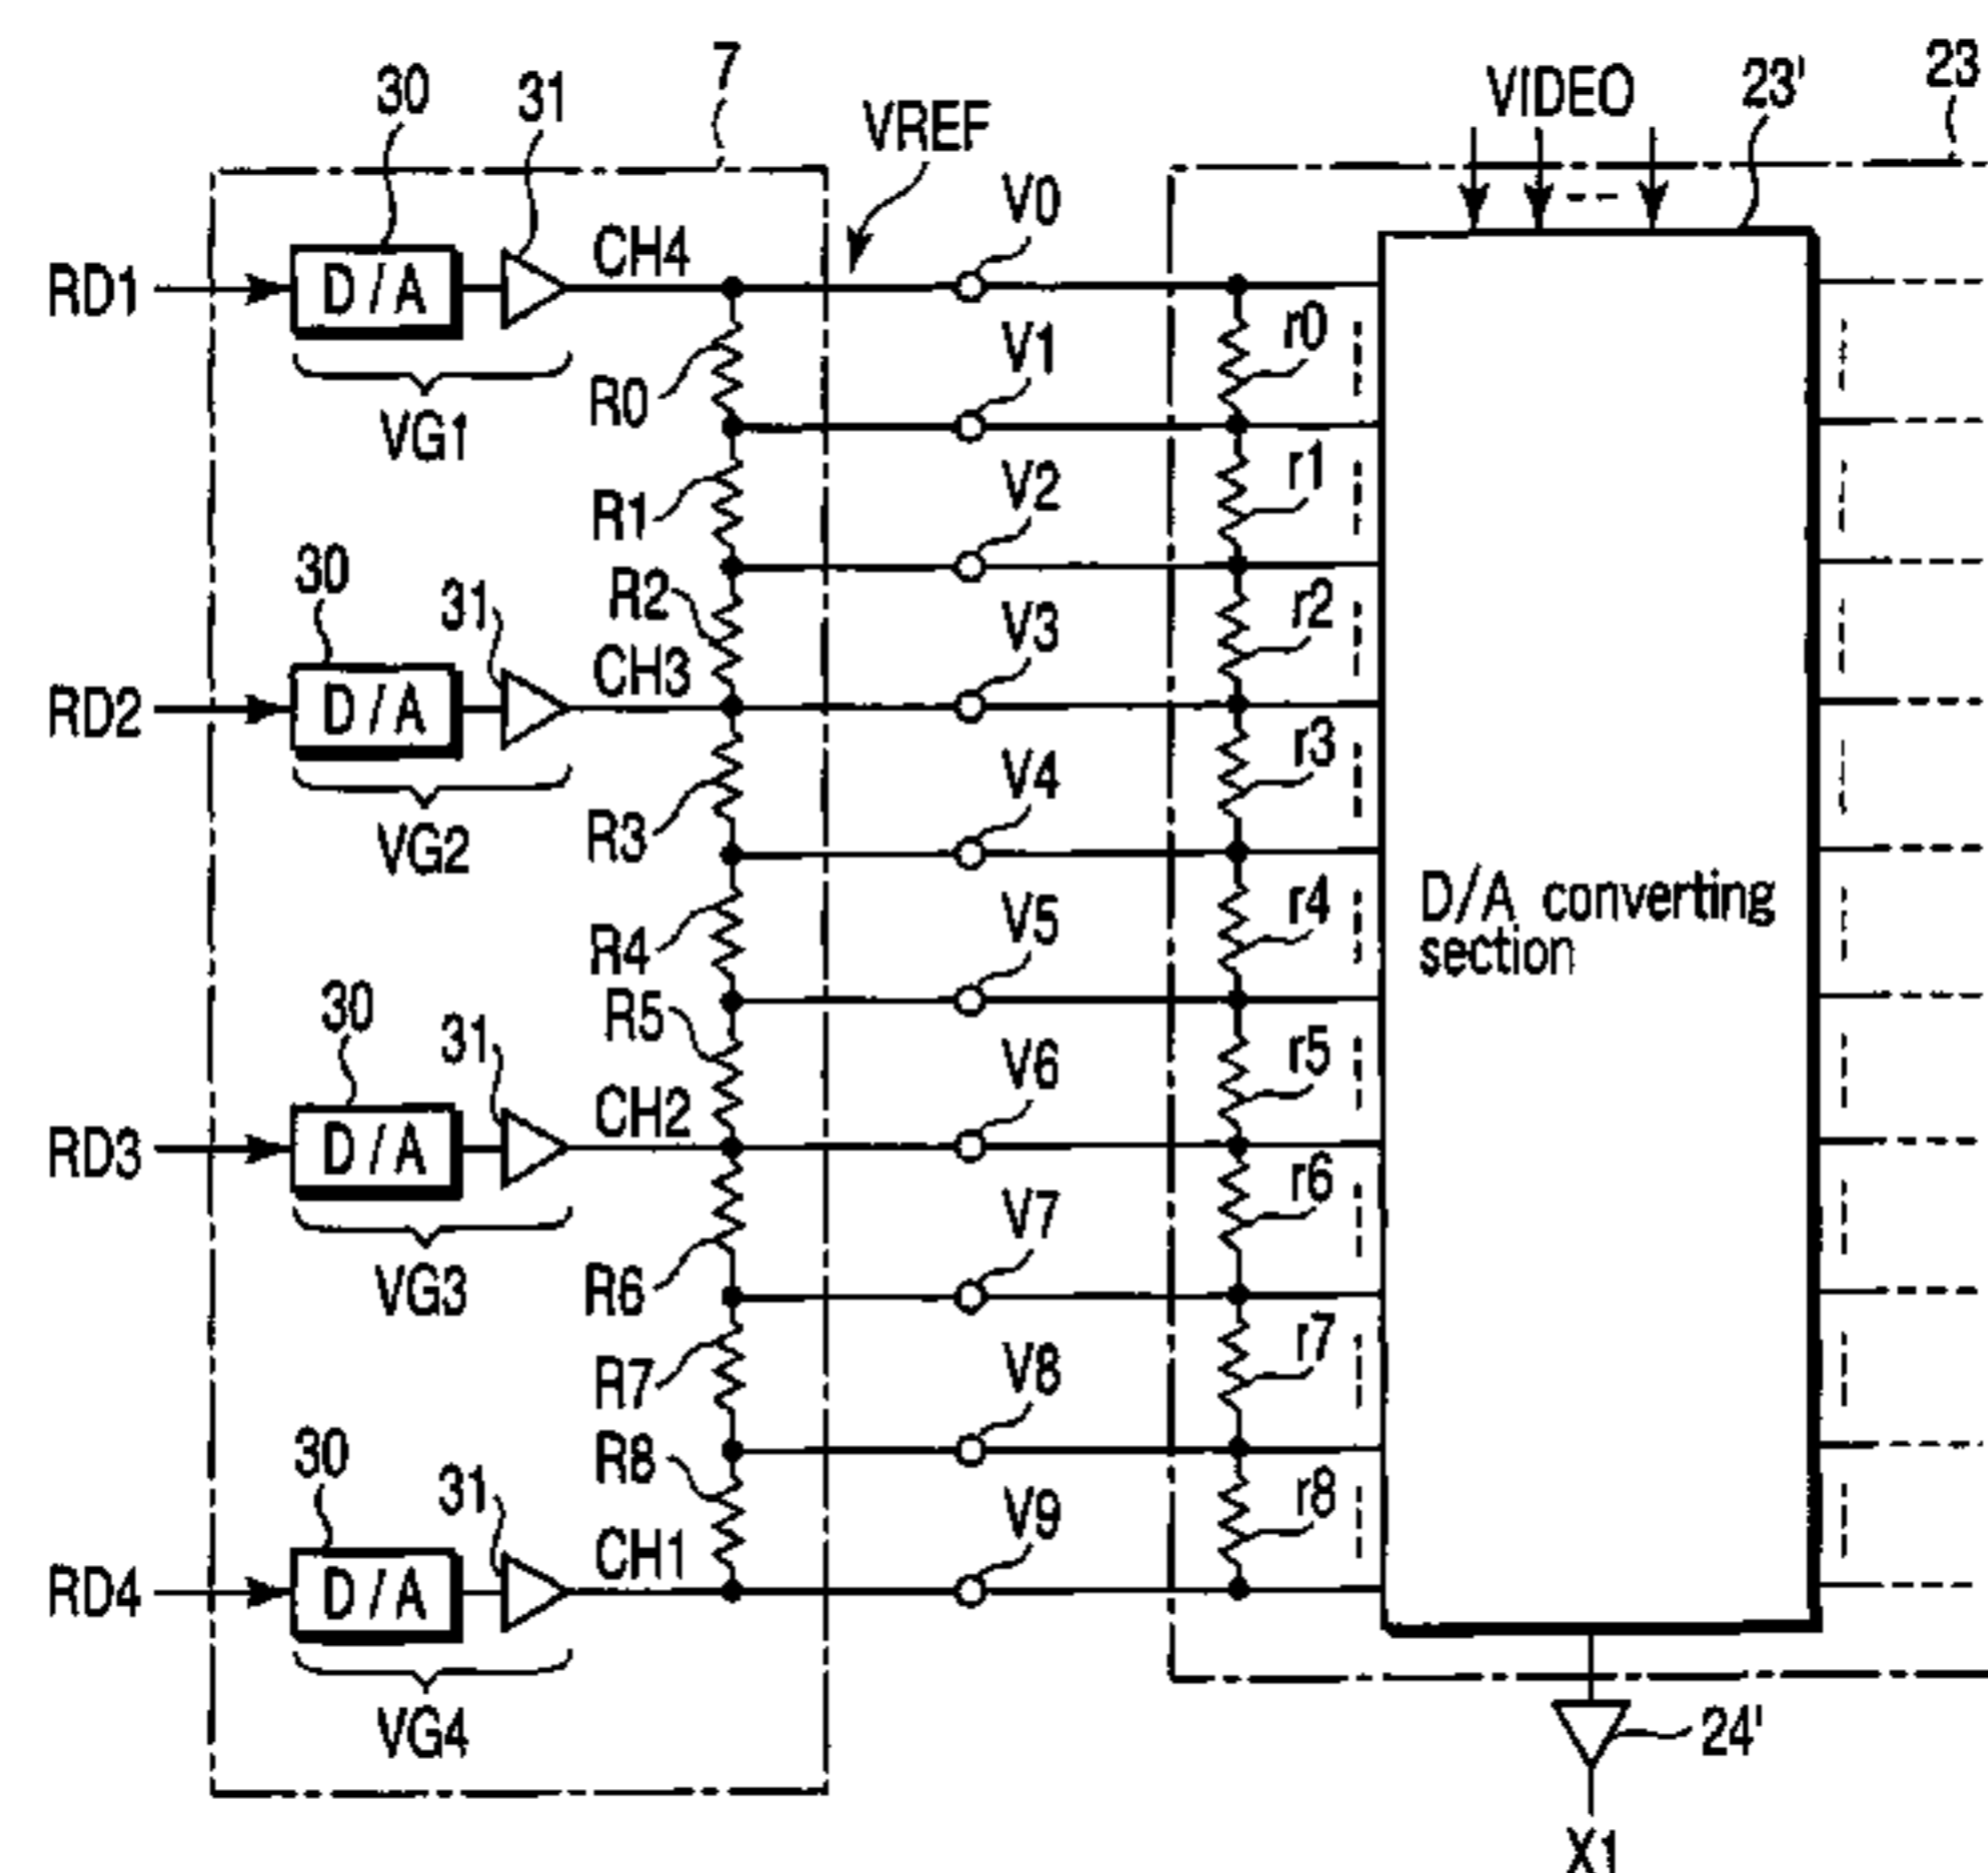 7
23
30
31
VREF
VIDEO
23'
RD1
D/A
CH4
V0
r0
VG1
R0
V1
R1
r1
V2
30
31
R2
r2
RD2
D/A
CH3
V3
r3
VG2
R3
V4
R4
r4
D/A converting
section
V5
30
31
R5
r5
RD3
D/A
CH2
V6
r6
VG3
R6
V7
R7
r7
V8
30
31
R8
r8
RD4
D/A
CH1
V9
VG4
24'
X1